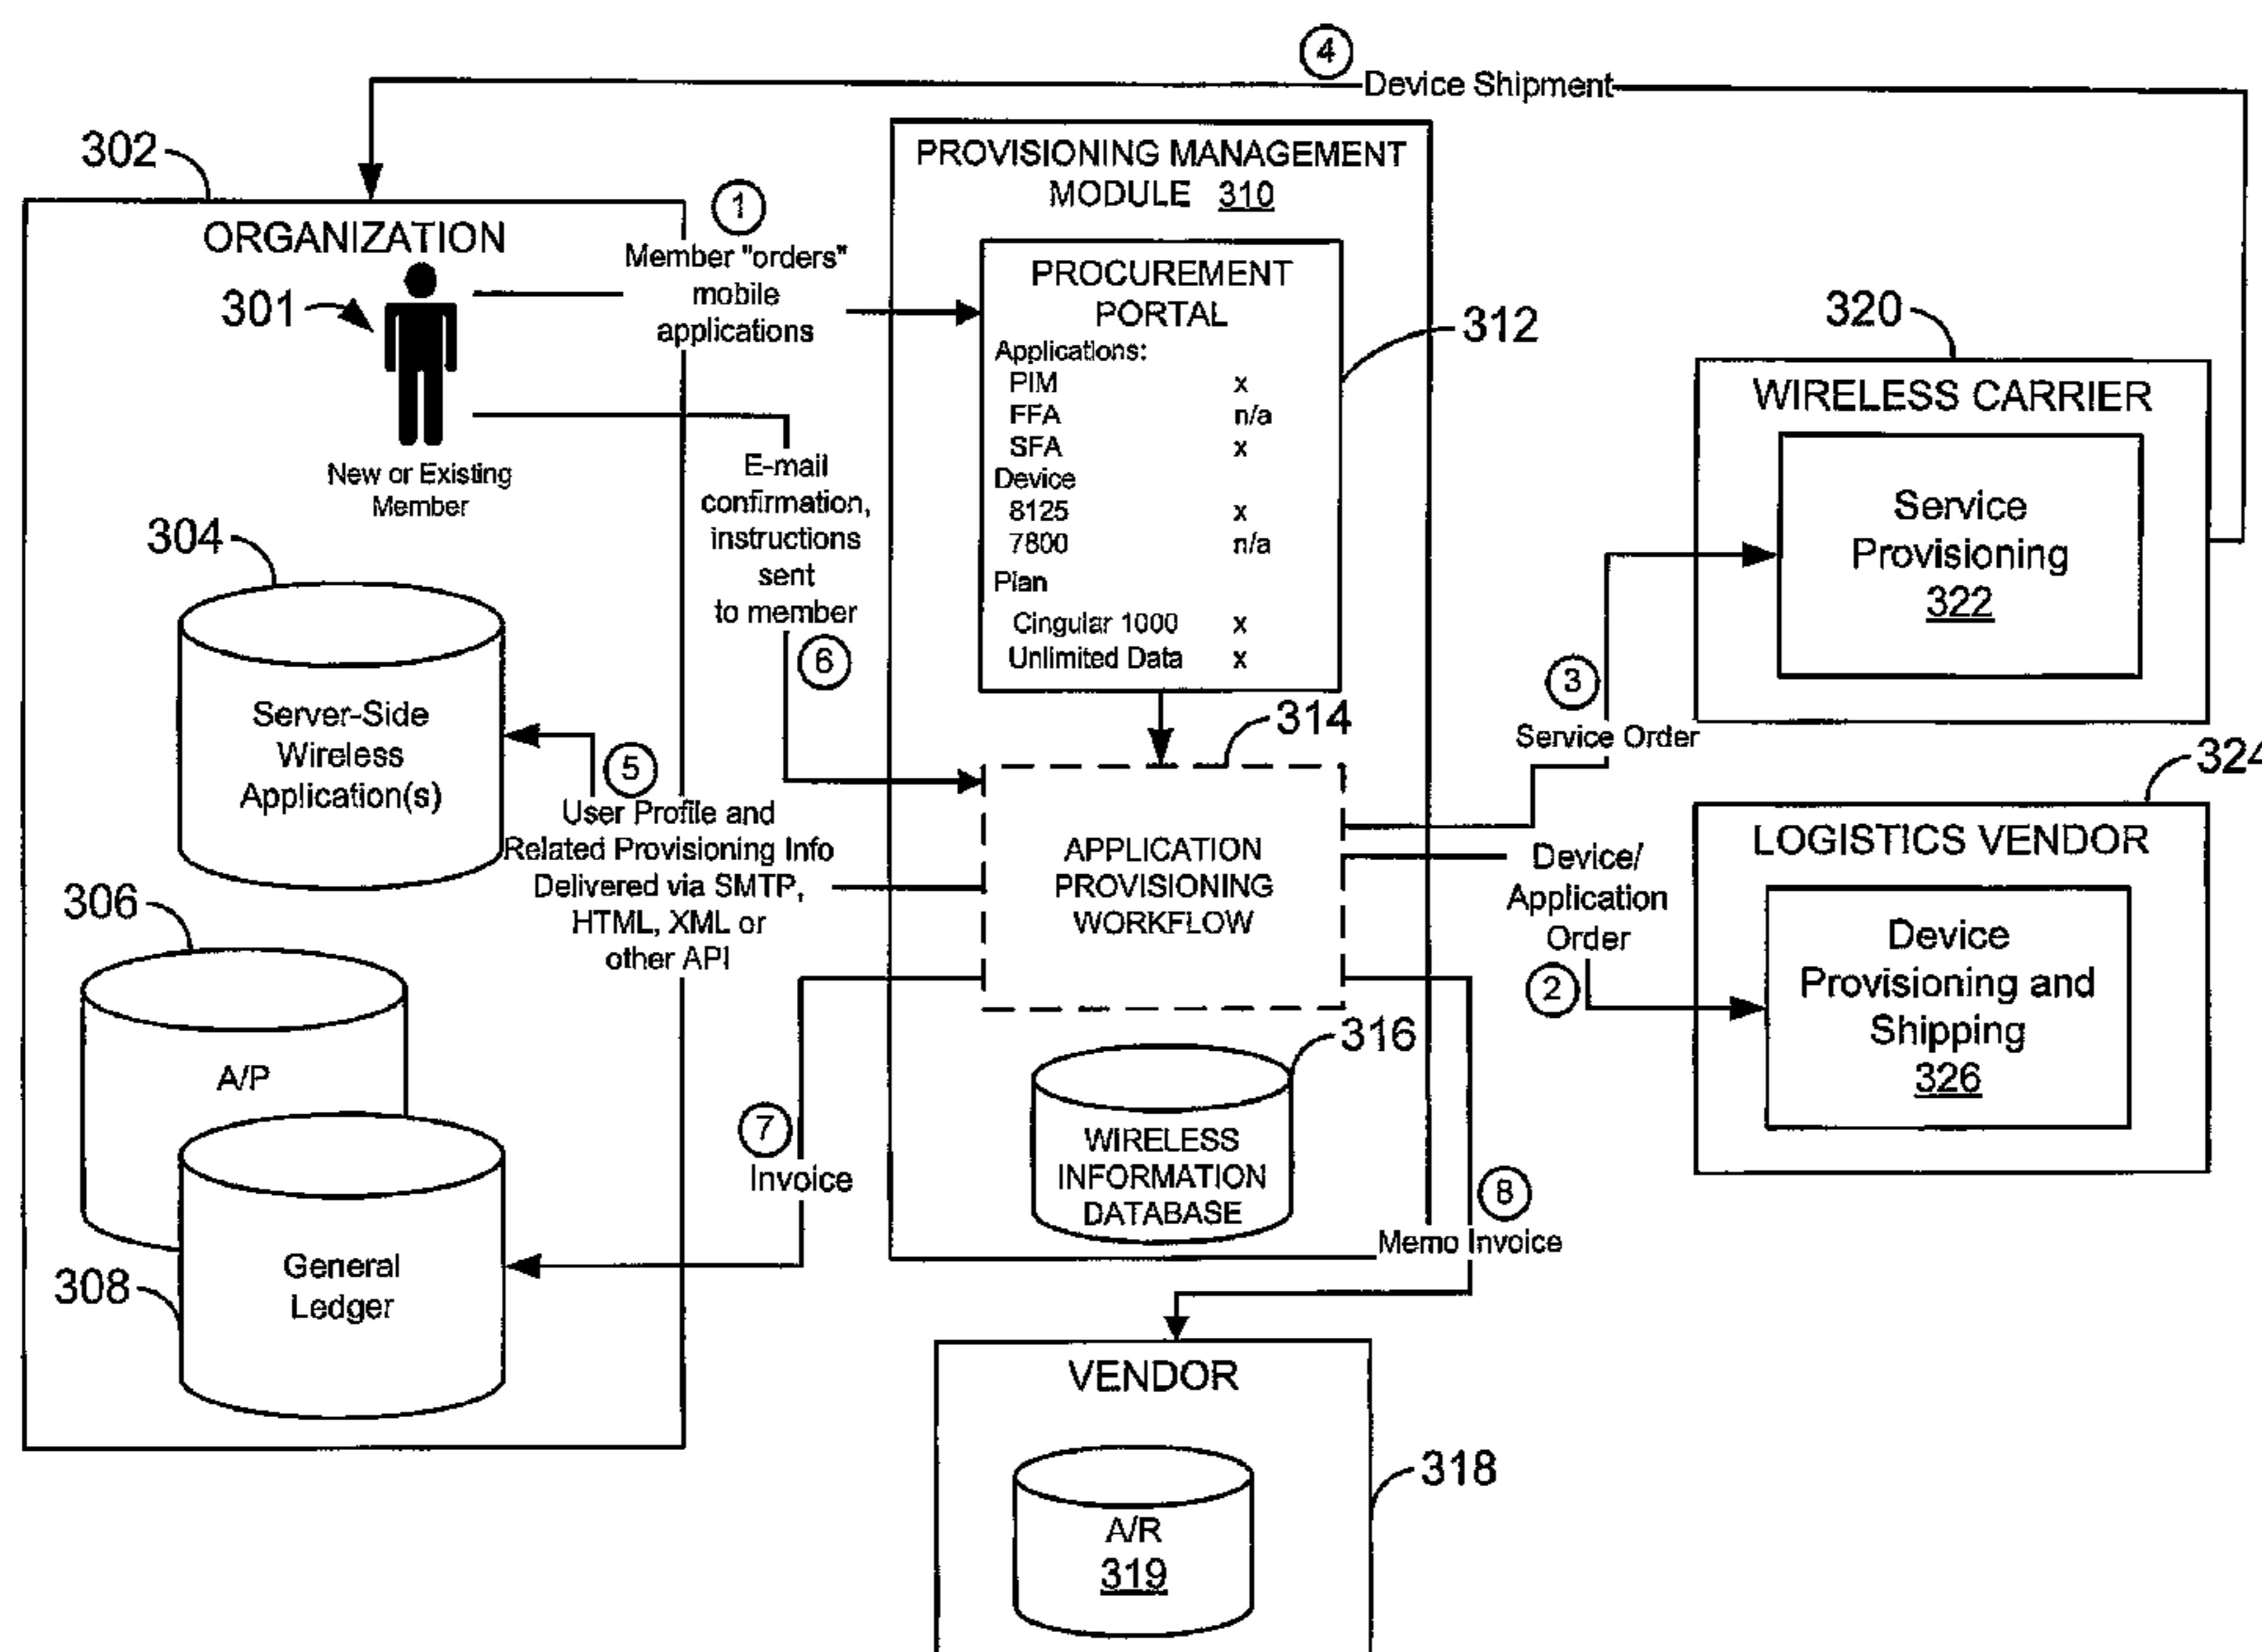 4
Device Shipment
302
ORGANIZATION
301
New or Existing
Member
304
Server-Side
Wireless
Application(s)
306
A/P
308
General
Ledger
1
Member "orders"
mobile
applications
E-mail
confirmation,
instructions
sent
to member
6
5
User Profile and
Related Provisioning Info
Delivered via SMTP,
HTML, XML or
other API
7
Invoice
PROVISIONING MANAGEMENT
MODULE 310
PROCUREMENT
PORTAL
Applications:
PIM x
FFA n/a
SFA x
Device
8125 x
7800 n/a
Plan
Cingular 1000 x
Unlimited Data x
312
314
APPLICATION
PROVISIONING
WORKFLOW
316
WIRELESS
INFORMATION
DATABASE
3
Service Order
Device/
Application
Order
2
8
Memo Invoice
320
WIRELESS CARRIER
Service
Provisioning
322
324
LOGISTICS VENDOR
Device
Provisioning and
Shipping
326
VENDOR
318
A/R
319